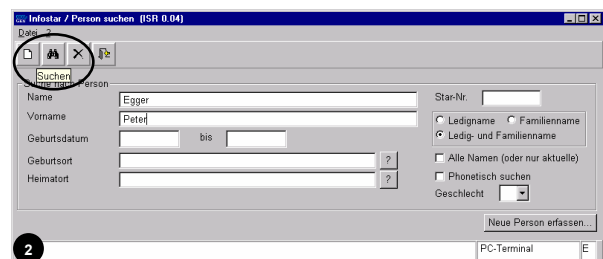 Infostar / Person suchen (ISR 0.04)
Datei ?
Suchen
Suche nach Person
Name Egger Star-Nr.
Vorname Peter
Ledigname Familienname
Geburtsdatum bis
Ledig- und Familienname
Geburtsort ? Alle Namen (oder nur aktuelle)
Heimatort ? Phonetisch suchen
Geschlecht
Neue Person erfassen...
2 PC-Terminal E